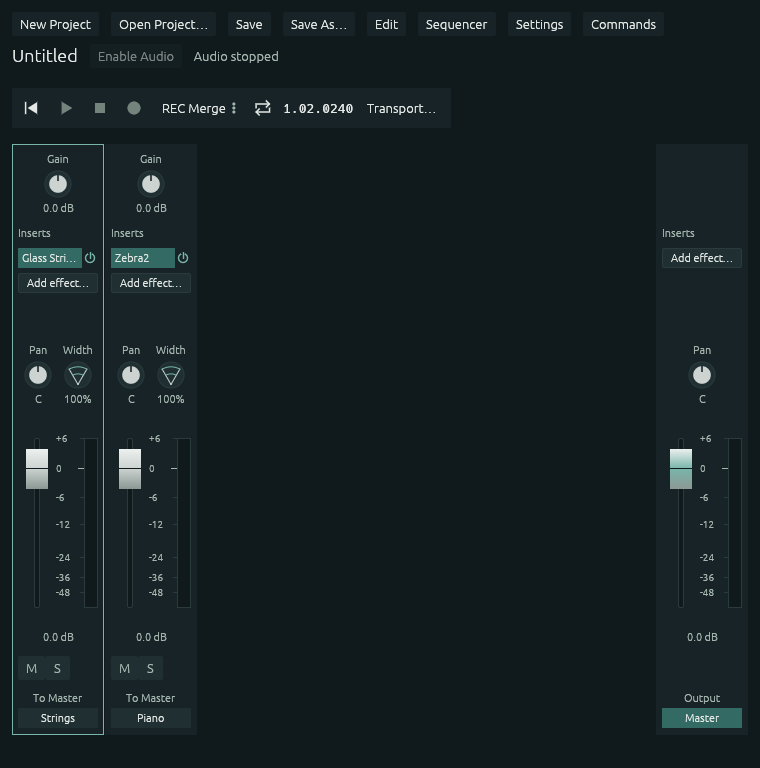 New Project Open Project... Save Save As... Edit Sequencer Settings Commands
Untitled Enable Audio Audio stopped
REC Merge 1.02.0240 Transport...
Gain Gain
0.0 dB 0.0 dB
Inserts Inserts Inserts
Glass Stri... Zebra2 Add effect...
Add effect... Add effect...
Pan Width Pan Width Pan
C 100% C 100% C
+6 +6 +6
0 0 0
-6 -6 -6
-12 -12 -12
-24 -24 -24
-36 -36 -36
-48 -48 -48
0.0 dB 0.0 dB 0.0 dB
M S M S
To Master To Master Output
Strings Piano Master